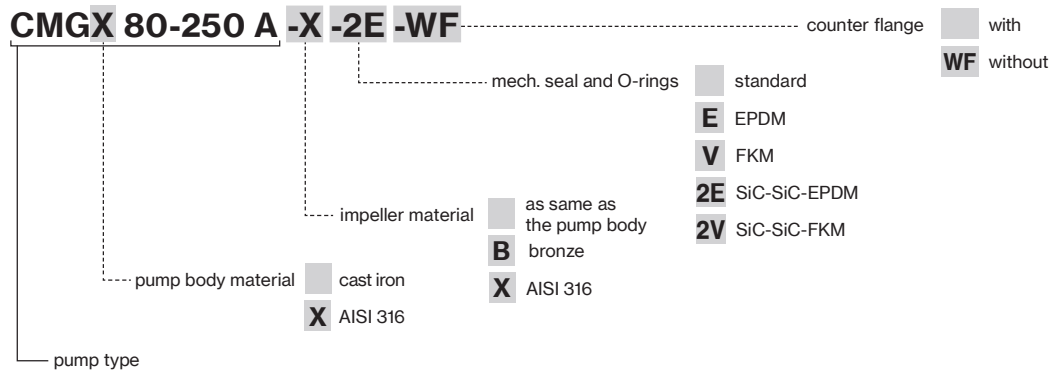 CMGX 80-250 A -X -2E -WF
counter flange
with
WF without
mech. seal and O-rings
standard
E EPDM
V FKM
2E SiC-SiC-EPDM
2V SiC-SiC-FKM
impeller material
as same as
the pump body
B bronze
X AISI 316
pump body material
cast iron
X AISI 316
pump type